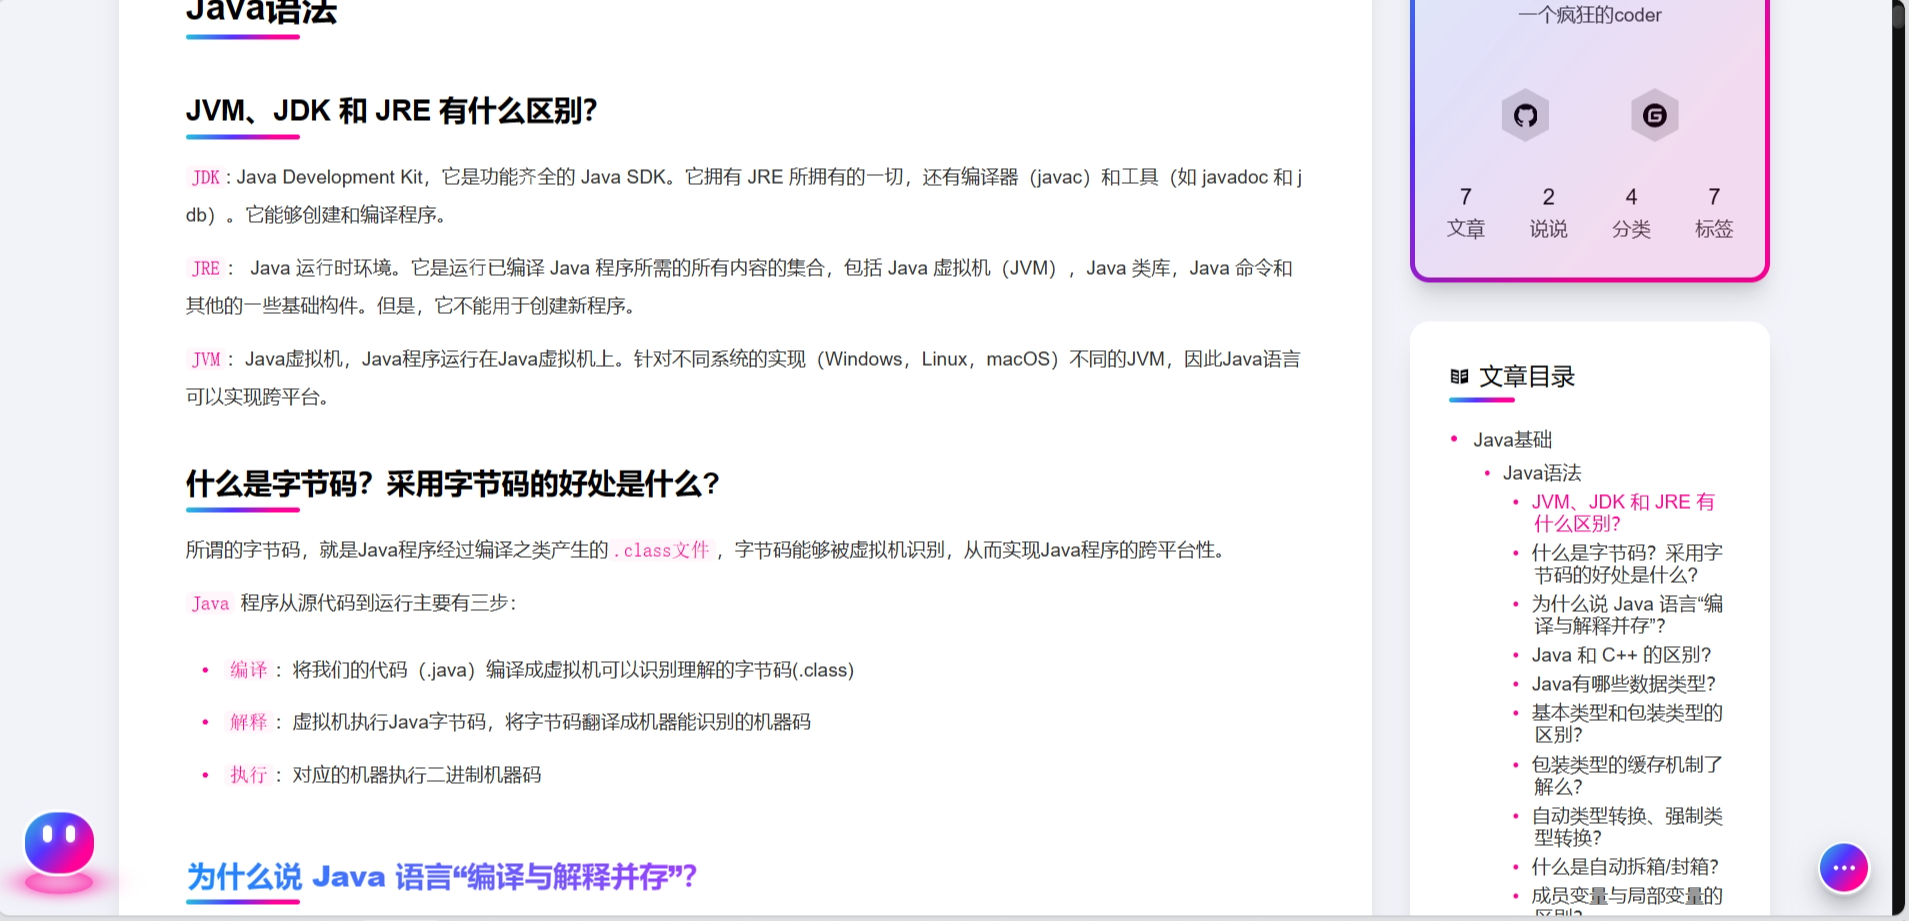 Java语法
JVM、JDK 和 JRE 有什么区别？
JDK : Java Development Kit，它是功能齐全的 Java SDK。它拥有 JRE 所拥有的一切，还有编译器（javac）和工具（如 javadoc 和 j
db）。它能够创建和编译程序。
JRE ： Java 运行时环境。它是运行已编译 Java 程序所需的所有内容的集合，包括 Java 虚拟机（JVM），Java 类库，Java 命令和
其他的一些基础构件。但是，它不能用于创建新程序。
JVM ：Java虚拟机，Java程序运行在Java虚拟机上。针对不同系统的实现（Windows，Linux，macOS）不同的JVM，因此Java语言
可以实现跨平台。
什么是字节码？采用字节码的好处是什么?
所谓的字节码，就是Java程序经过编译之类产生的 .class文件 ，字节码能够被虚拟机识别，从而实现Java程序的跨平台性。
Java 程序从源代码到运行主要有三步：
• 编译 ：将我们的代码（.java）编译成虚拟机可以识别理解的字节码(.class)
• 解释 ：虚拟机执行Java字节码，将字节码翻译成机器能识别的机器码
• 执行 ：对应的机器执行二进制机器码
为什么说 Java 语言“编译与解释并存”？
一个疯狂的coder
7 2 4 7
文章 说说 分类 标签
文章目录
• Java基础
• Java语法
• JVM、JDK 和 JRE 有
什么区别？
• 什么是字节码？采用字
节码的好处是什么?
• 为什么说 Java 语言“编
译与解释并存”？
• Java 和 C++ 的区别?
• Java有哪些数据类型？
• 基本类型和包装类型的
区别？
• 包装类型的缓存机制了
解么？
• 自动类型转换、强制类
型转换？
• 什么是自动拆箱/封箱？
• 成员变量与局部变量的
区别？